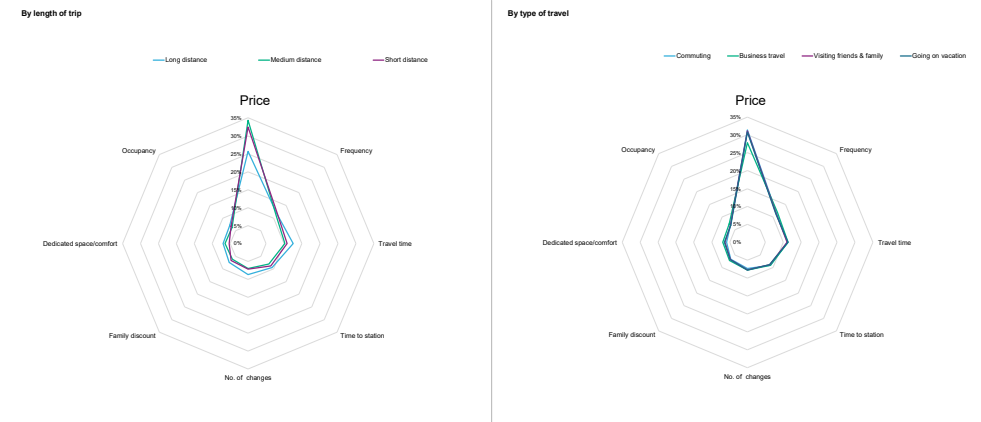 By length of trip
Long distance
Medium distance
Short distance
Price
35%
30%
25%
20%
15%
10%
5%
0%
Occupancy
Frequency
Dedicated space/comfort
Travel time
Family discount
Time to station
No. of changes
By type of travel
Commuting
Business travel
Visiting friends & family
Going on vacation
Price
35%
30%
25%
20%
15%
10%
5%
0%
Occupancy
Frequency
Dedicated space/comfort
Travel time
Family discount
Time to station
No. of changes